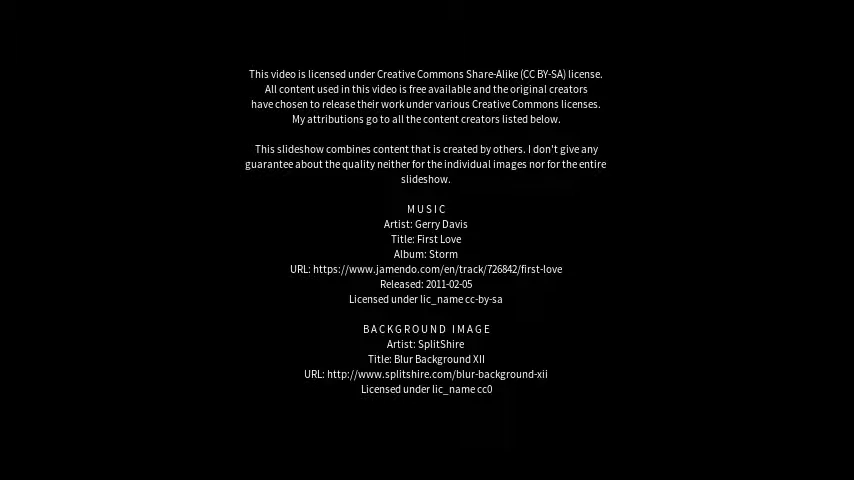 This video is licensed under Creative Commons Share-Alike (CC BY-SA) license.
All content used in this video is free available and the original creators
have chosen to release their work under various Creative Commons licenses.
My attributions go to all the content creators listed below.
This slideshow combines content that is created by others. I don't give any
guarantee about the quality neither for the individual images nor for the entire
slideshow.
MUSIC
Artist: Gerry Davis
Title: First Love
Album: Storm
URL: https://www.jamendo.com/en/track/726842/first-love
Released: 2011-02-05
Licensed under lic_name cc-by-sa
BACKGROUND IMAGE
Artist: SplitShire
Title: Blur Background XII
URL: http://www.splitshire.com/blur-background-xii
Licensed under lic_name cc0